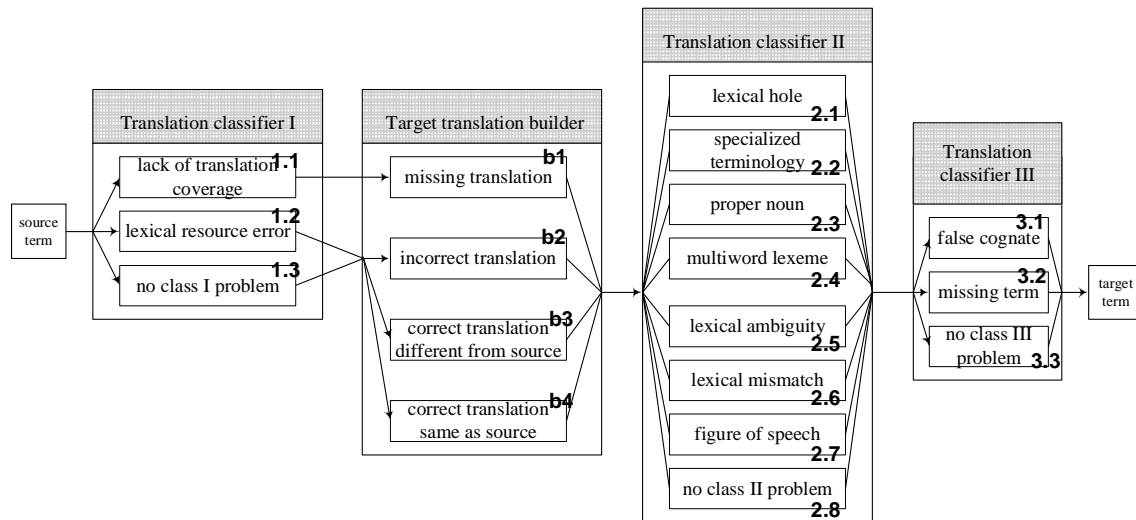 source
term
Translation classifier I
lack of translation
coverage
1.1
lexical resource error
1.2
no class I problem
1.3
Target translation builder
missing translation
b1
incorrect translation
b2
correct translation
different from source
b3
correct translation
same as source
b4
Translation classifier II
lexical hole
2.1
specialized
terminology
2.2
proper noun
2.3
multiword lexeme
2.4
lexical ambiguity
2.5
lexical mismatch
2.6
figure of speech
2.7
no class II problem
2.8
Translation
classifier III
false cognate
3.1
missing term
3.2
no class III
problem
3.3
target
term